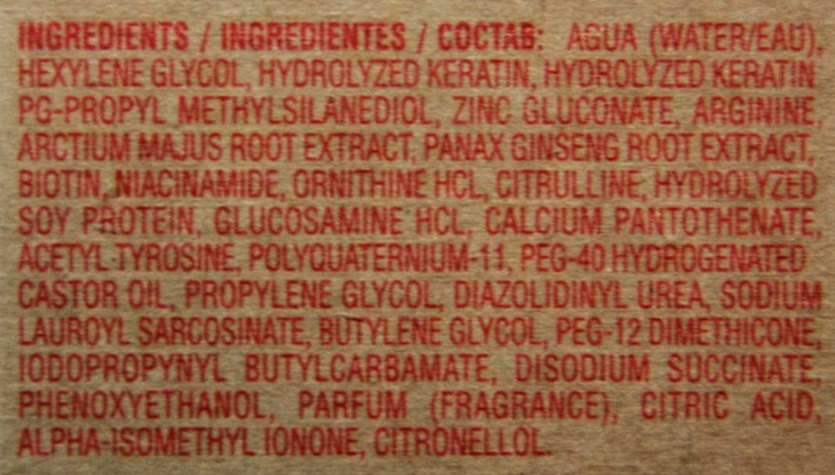 INGREDIENTS / INGREDIENTES / СОСТАВ: AQUA (WATER/EAU),
HEXYLENE GLYCOL, HYDROLYZED KERATIN, HYDROLYZED KERATIN
PG-PROPYL METHYLSILANEDIOL, ZINC GLUCONATE, ARGININE,
ARCTIUM MAJUS ROOT EXTRACT, PANAX GINSENG ROOT EXTRACT,
BIOTIN, NIACINAMIDE, ORNITHINE HCL, CITRULLINE, HYDROLYZED
SOY PROTEIN, GLUCOSAMINE HCL, CALCIUM PANTOTHENATE,
ACETYL TYROSINE, POLYQUATERNIUM-11, PEG-40 HYDROGENATED
CASTOR OIL, PROPYLENE GLYCOL, DIAZOLIDINYL UREA, SODIUM
LAUROYL SARCOSINATE, BUTYLENE GLYCOL, PEG-12 DIMETHICONE,
IODOPROPYNYL BUTYLCARBAMATE, DISODIUM SUCCINATE,
PHENOXYETHANOL, PARFUM (FRAGRANCE), CITRIC ACID,
ALPHA-ISOMETHYL IONONE, CITRONELLOL.